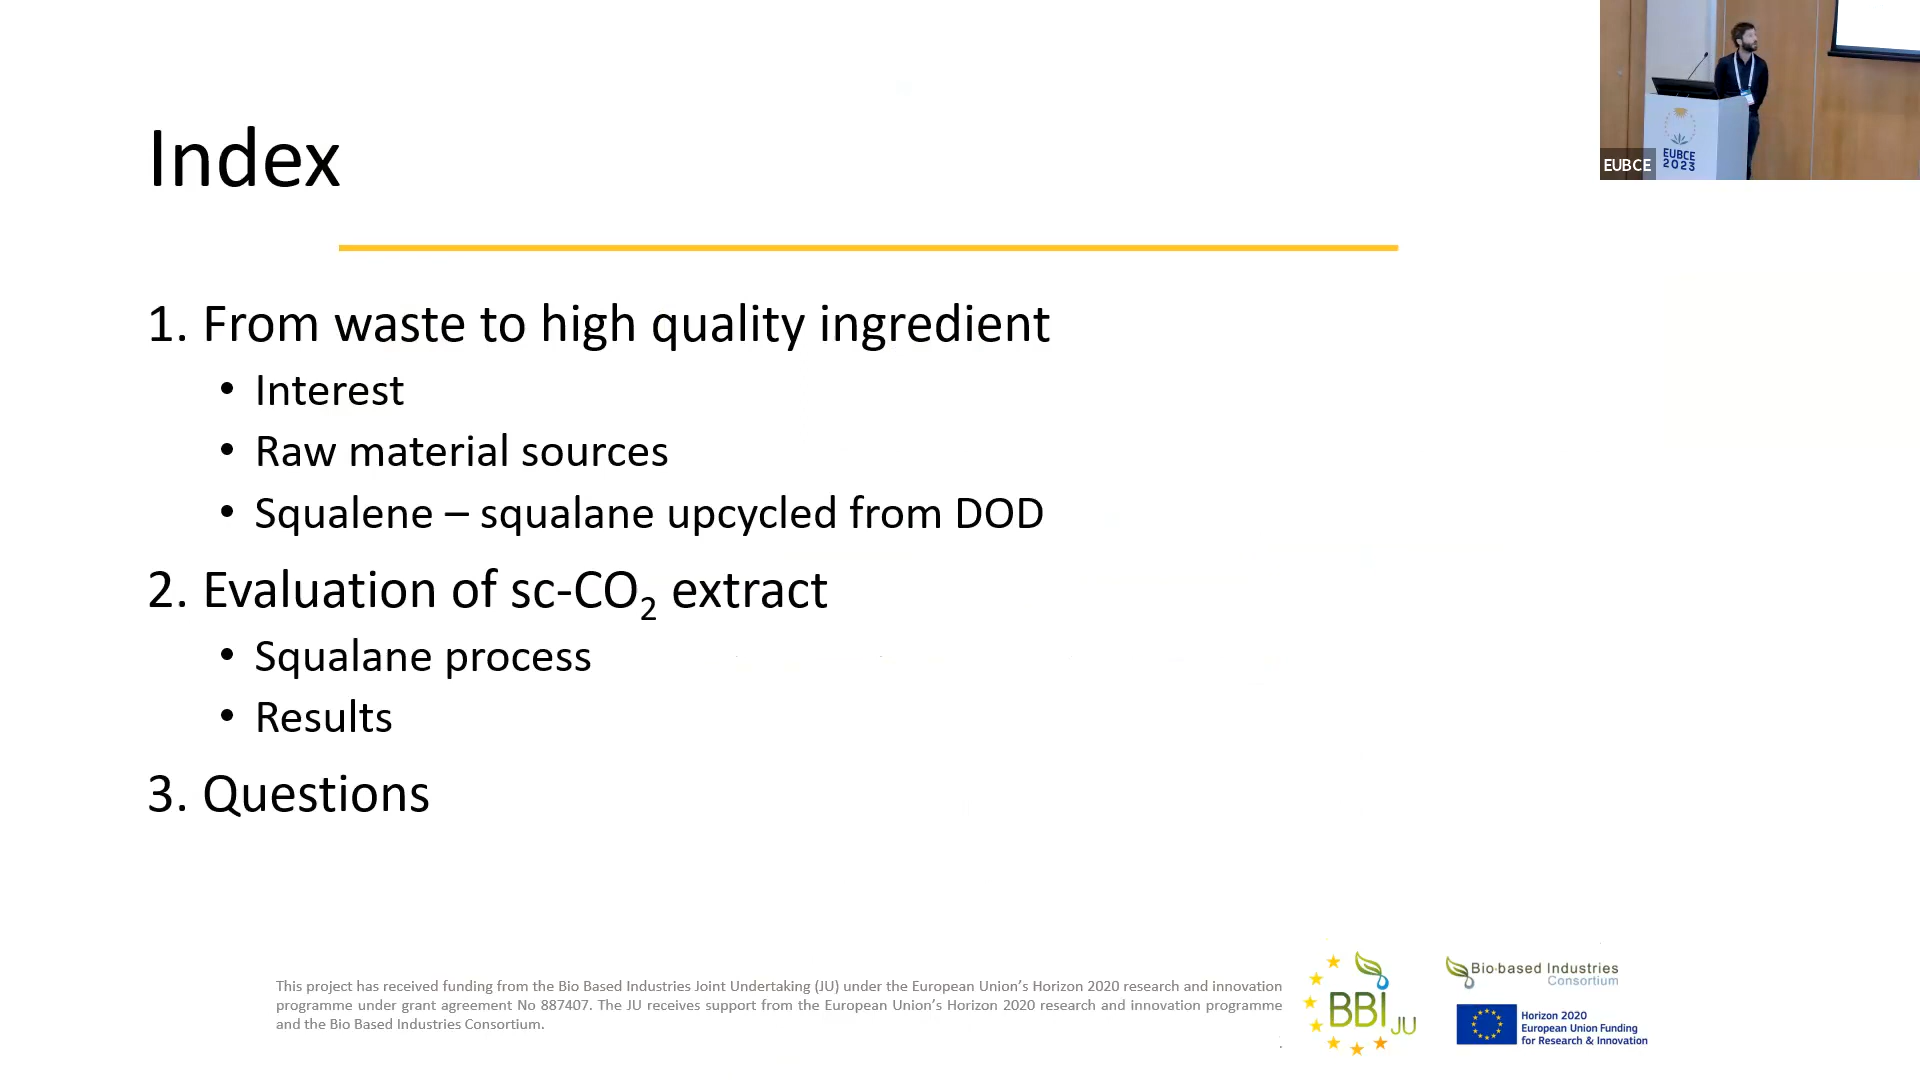 Index
1. From waste to high quality ingredient
• Interest
• Raw material sources
• Squalene – squalane upcycled from DOD
2. Evaluation of sc-CO₂ extract
• Squalane process
• Results
3. Questions
EUBCE
EUBCE
2023
This project has received funding from the Bio Based Industries Joint Undertaking (JU) under the European Union's Horizon 2020 research and innovation
programme under grant agreement No 887407. The JU receives support from the European Union's Horizon 2020 research and innovation programme
and the Bio Based Industries Consortium.
BBI JU
Bio-based Industries
Consortium
Horizon 2020
European Union Funding
for Research & Innovation